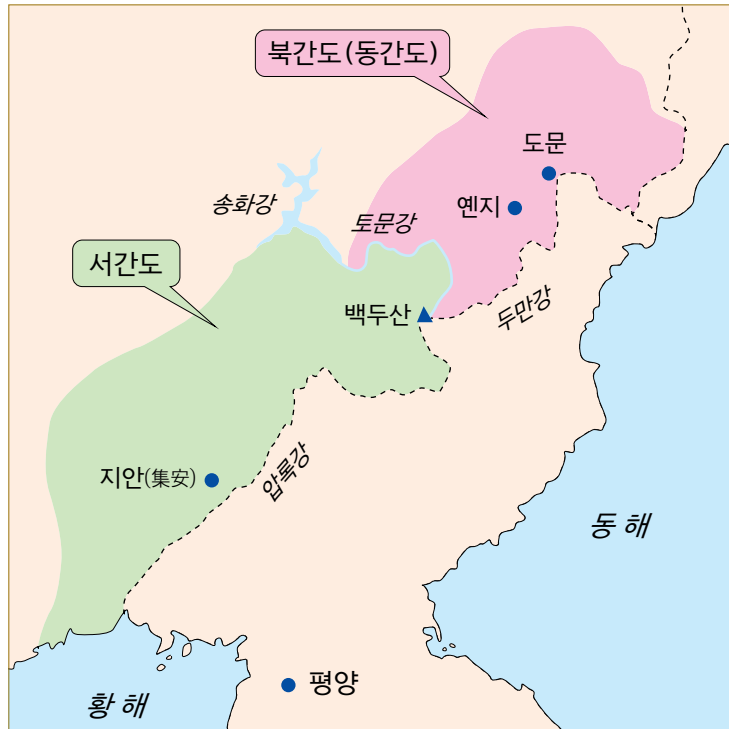 북간도(동간도)
도문
옌지
송화강
토문강
서간도
백두산
두만강
지안(集安)
압록강
동해
평양
황해